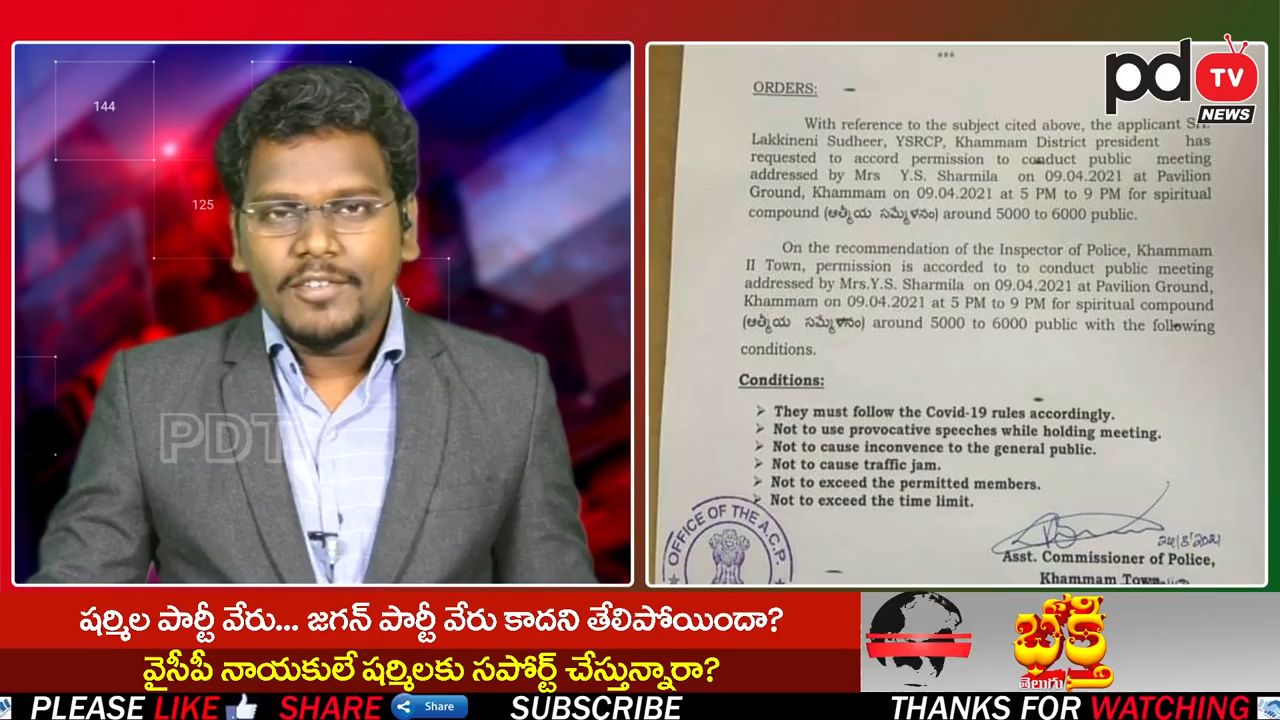 144
125
7
PDT
pd TV
NEWS
***
ORDERS:
With reference to the subject cited above, the applicant Sri.
Lakkineni Sudheer, YSRCP, Khammam District president has
requested to accord permission to conduct public meeting
addressed by Mrs Y.S. Sharmila on 09.04.2021 at Pavilion
Ground, Khammam on 09.04.2021 at 5 PM to 9 PM for spiritual
compound (ఆత్మీయ సమ్మేళనం) around 5000 to 6000 public.
On the recommendation of the Inspector of Police, Khammam
II Town, permission is accorded to to conduct public meeting
addressed by Mrs.Y.S. Sharmila on 09.04.2021 at Pavilion Ground,
Khammam on 09.04.2021 at 5 PM to 9 PM for spiritual compound
(ఆత్మీయ సమ్మేళనం) around 5000 to 6000 public with the following
conditions.
Conditions:
➢ They must follow the Covid-19 rules accordingly.
➢ Not to use provocative speeches while holding meeting.
➢ Not to cause inconvence to the general public.
➢ Not to cause traffic jam.
➢ Not to exceed the permitted members.
➢ Not to exceed the time limit.
OFFICE OF THE A.C.P.
Asst. Commissioner of Police,
Khammam Town
షర్మిల పార్టీ వేరు... జగన్ పార్టీ వేరు కాదని తేలిపోయిందా?
వైసీపీ నాయకులే షర్మిలకు సపోర్ట్ చేస్తున్నారా?
భక్తి
తెలుగు
PLEASE LIKE SHARE Share SUBSCRIBE THANKS FOR WATCHING